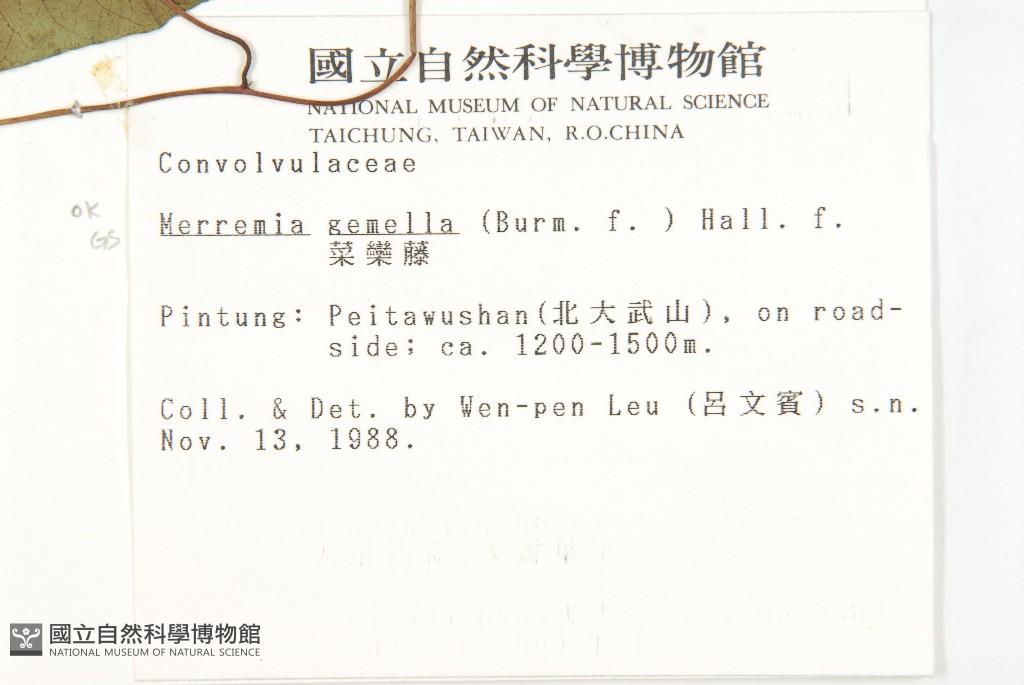 國立自然科學博物館
NATIONAL MUSEUM OF NATURAL SCIENCE
TAICHUNG, TAIWAN, R.O.CHINA
Convolvulaceae
OK
GS
Merremia gemella (Burm. f. ) Hall. f.
菜欒藤
Pintung: Peitawushan(北大武山), on road-
side; ca. 1200-1500m.
Coll. & Det. by Wen-pen Leu (呂文賓) s.n.
Nov. 13, 1988.
國立自然科學博物館
NATIONAL MUSEUM OF NATURAL SCIENCE